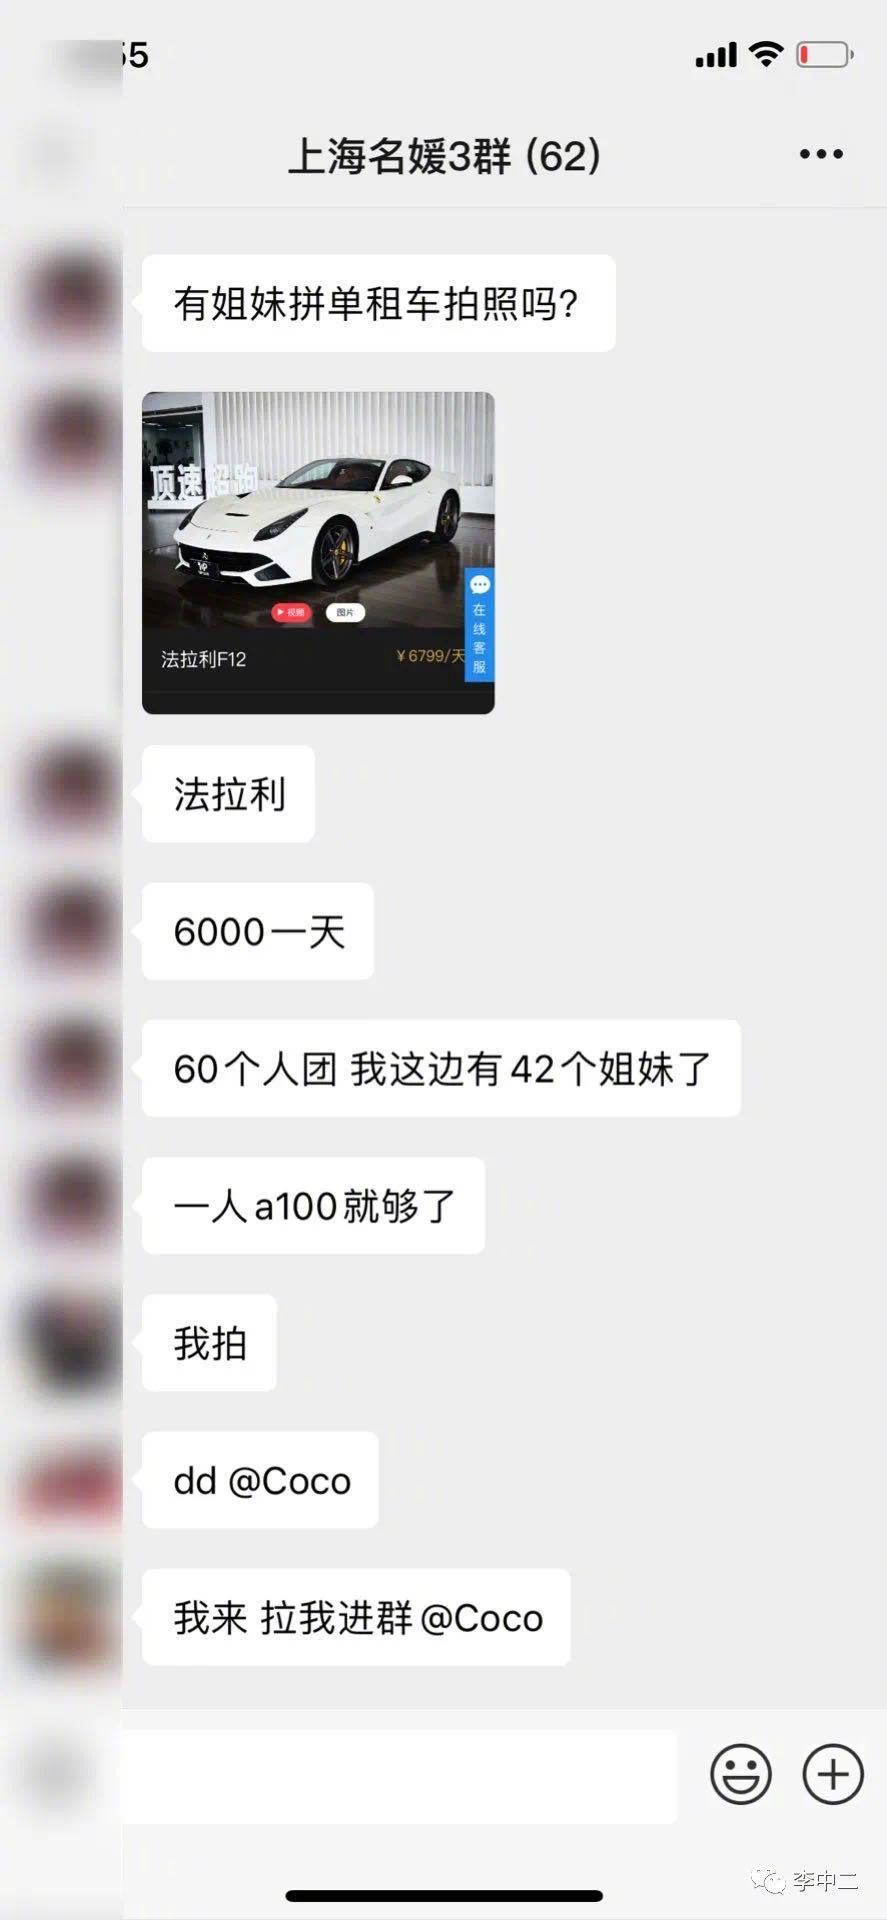 55
上海名媛3群 (62)
有姐妹拼单租车拍照吗?
顶速超跑
视频
图片
在线客服
法拉利F12
￥6799/天
法拉利
6000一天
60个人团 我这边有42个姐妹了
一人a100就够了
我拍
dd @Coco
我来 拉我进群@Coco
李中二